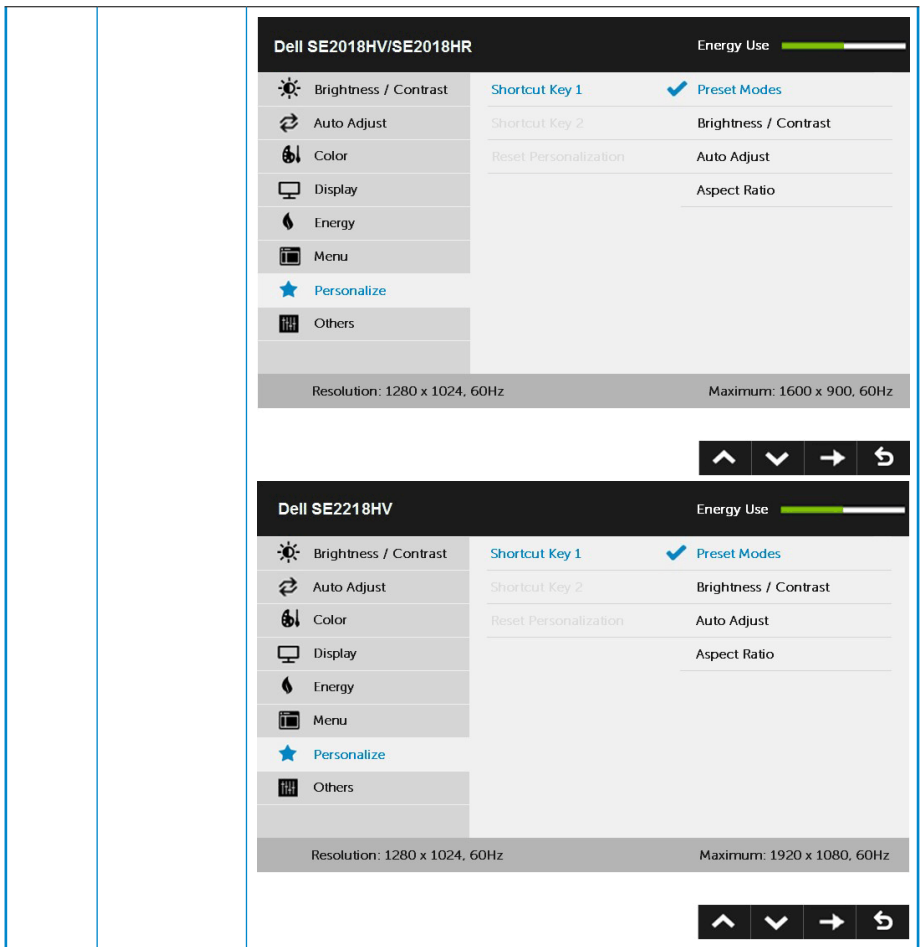 Dell SE2018HV/SE2018HR Energy Use
Brightness / Contrast Shortcut Key 1 Preset Modes
Auto Adjust Shortcut Key 2 Brightness / Contrast
Color Reset Personalization Auto Adjust
Display Aspect Ratio
Energy
Menu
Personalize
Others
Resolution: 1280 x 1024, 60Hz Maximum: 1600 x 900, 60Hz
Dell SE2218HV Energy Use
Brightness / Contrast Shortcut Key 1 Preset Modes
Auto Adjust Shortcut Key 2 Brightness / Contrast
Color Reset Personalization Auto Adjust
Display Aspect Ratio
Energy
Menu
Personalize
Others
Resolution: 1280 x 1024, 60Hz Maximum: 1920 x 1080, 60Hz